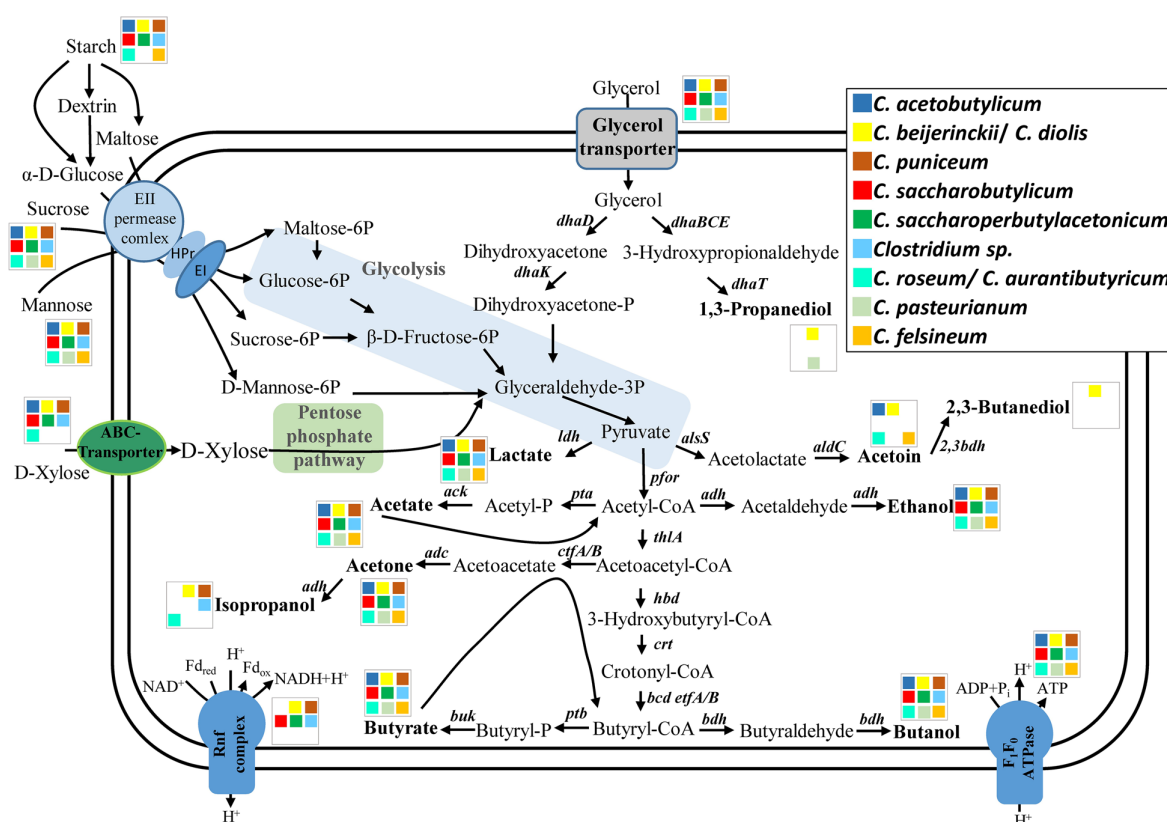 Starch
Dextrin
Maltose
α-D-Glucose
Sucrose
Mannose
EII
permease
comlex
HPr
EI
Maltose-6P
Glycolysis
Glucose-6P
Sucrose-6P
β-D-Fructose-6P
D-Mannose-6P
Glyceraldehyde-3P
Pentose
phosphate
pathway
ABC-
Transporter
D-Xylose
D-Xylose
Glycerol
Glycerol
transporter
Glycerol
dhaD
dhaBCE
Dihydroxyacetone
3-Hydroxypropionaldehyde
dhaK
dhaT
Dihydroxyacetone-P
1,3-Propanediol
C. acetobutylicum
C. beijerinckii/ C. diolis
C. puniceum
C. saccharobutylicum
C. saccharoperbutylacetonicum
Clostridium sp.
C. roseum/ C. aurantibutyricum
C. pasteurianum
C. felsineum
Pyruvate
ldh
alsS
Lactate
Acetolactate
aldC
Acetoin
2,3bdh
2,3-Butanediol
pfor
Acetate
ack
Acetyl-P
pta
Acetyl-CoA
adh
Acetaldehyde
adh
Ethanol
thlA
Acetone
adc
Acetoacetate
ctfA/B
Acetoacetyl-CoA
adh
Isopropanol
hbd
3-Hydroxybutyryl-CoA
crt
Crotonyl-CoA
bcd etfA/B
Butyrate
buk
Butyryl-P
ptb
Butyryl-CoA
bdh
Butyraldehyde
bdh
Butanol
NAD+
Fdred
H+
Fdox
NADH+H+
Rnf
complex
H+
ADP+Pi
H+
ATP
F1F0
ATPase
H+